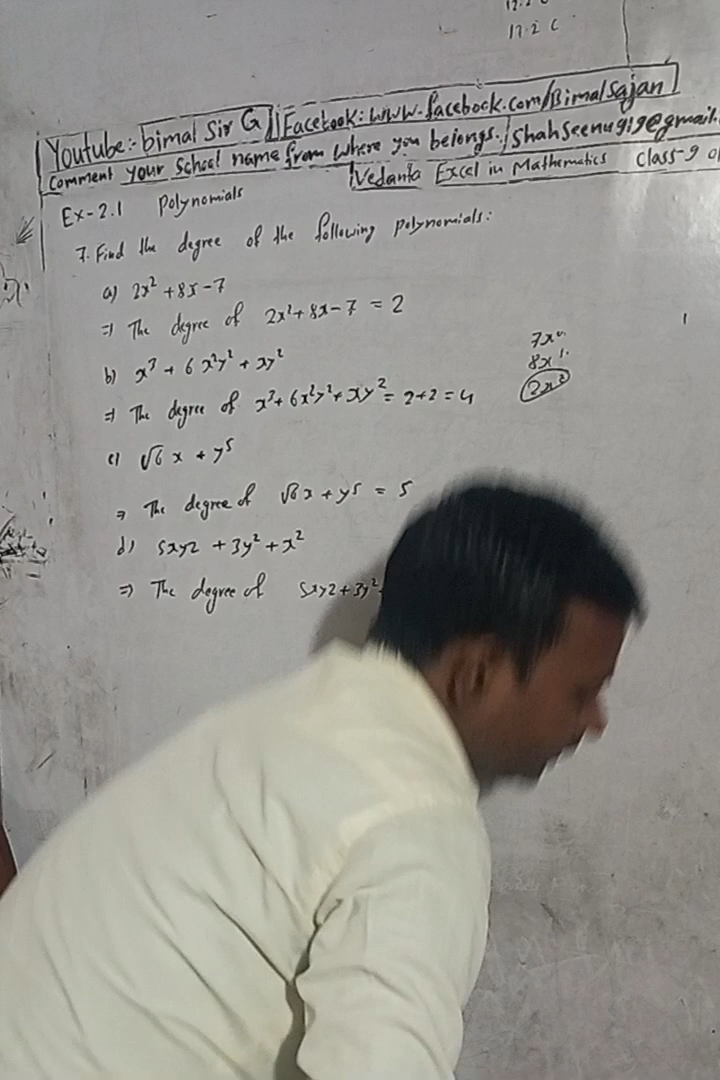 17.2 C
Youtube:- bimal Sir G || Facebook: www.facebook.com/Bimalsajan
Comment your School name from where you belongs. / Shahseenu919@gmail.
Vedanta Excel in Mathematics Class-9
Ex-2.1 Polynomials
7. Find the degree of the following polynomials:
a) 2x² + 8x - 7
⇒ The degree of 2x² + 8x - 7 = 2
b) x³ + 6x²y² + xy²
⇒ The degree of x³ + 6x²y² + xy² = 2+2 = 4
7x⁰
8x¹
2x²
c) √6 x + y⁵
⇒ The degree of √6 x + y⁵ = 5
d) 5xyz + 3y² + x²
⇒ The degree of 5xyz + 3y²